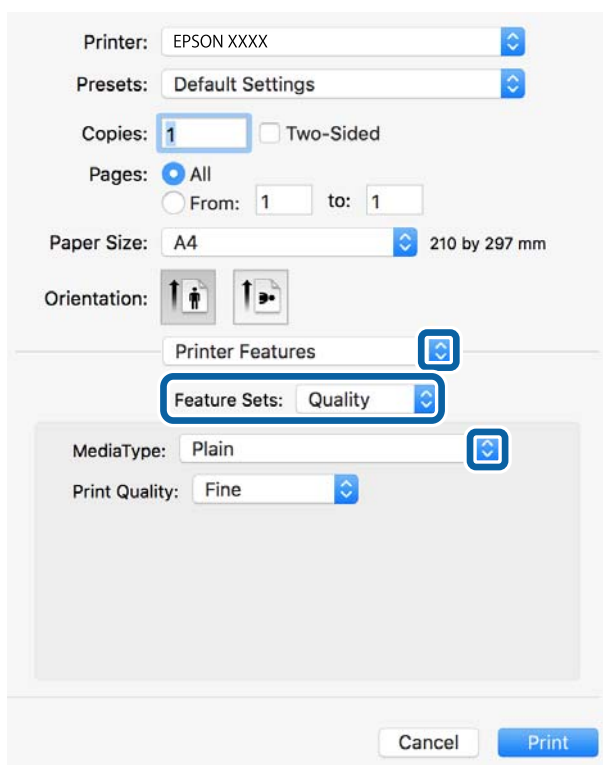 Printer: EPSON XXXX
Presets: Default Settings
Copies: 1 Two-Sided
Pages: All
From: 1 to: 1
Paper Size: A4 210 by 297 mm
Orientation:
Printer Features
Feature Sets: Quality
MediaType: Plain
Print Quality: Fine
Cancel Print